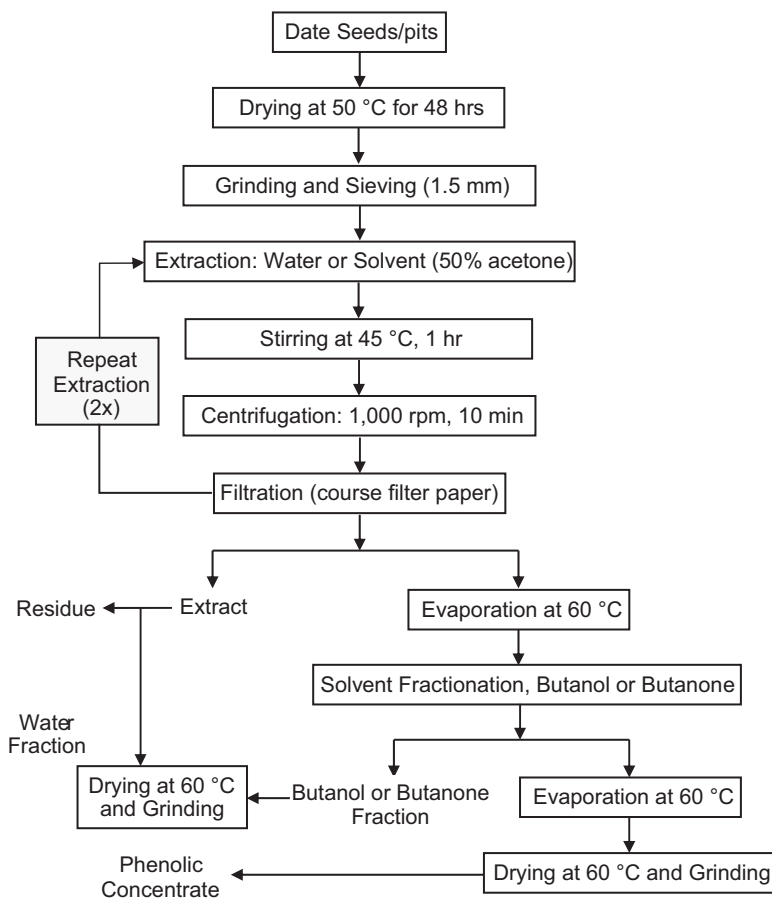 Date Seeds/pits
Drying at 50 °C for 48 hrs
Grinding and Sieving (1.5 mm)
Extraction: Water or Solvent (50% acetone)
Stirring at 45 °C, 1 hr
Repeat
Extraction
(2x)
Centrifugation: 1,000 rpm, 10 min
Filtration (course filter paper)
Residue
Extract
Evaporation at 60 °C
Solvent Fractionation, Butanol or Butanone
Water
Fraction
Drying at 60 °C
and Grinding
Butanol or Butanone
Fraction
Evaporation at 60 °C
Phenolic
Concentrate
Drying at 60 °C and Grinding